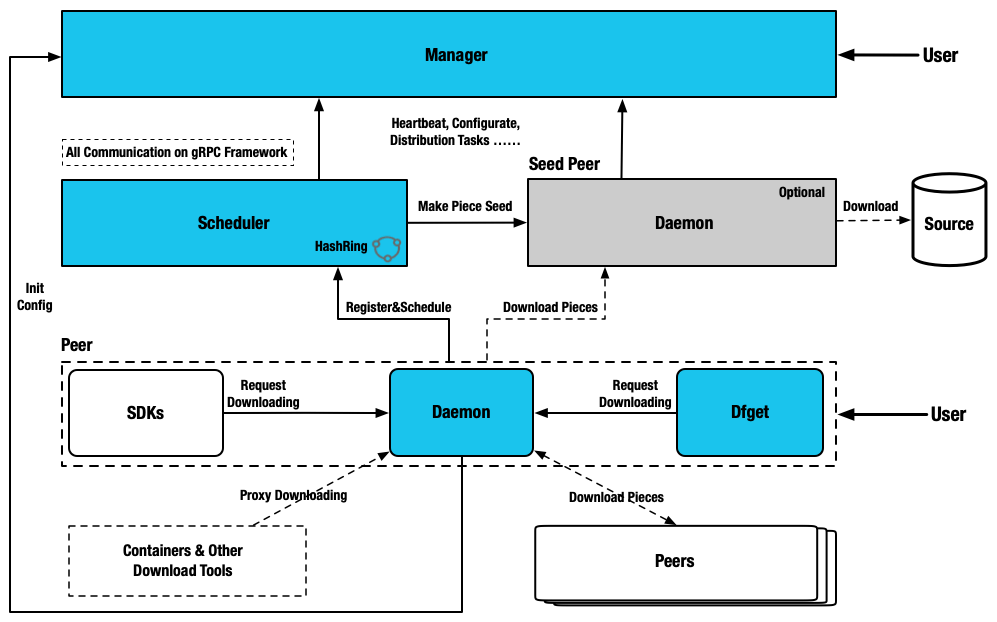 Manager
User
Heartbeat, Configurate,
Distribution Tasks ......
All Communication on gRPC Framework
Seed Peer
Optional
Scheduler
HashRing
Make Piece Seed
Daemon
Download
Source
Init
Config
Register&Schedule
Download Pieces
Peer
SDKs
Request
Downloading
Daemon
Request
Downloading
Dfget
User
Proxy Downloading
Download Pieces
Containers & Other
Download Tools
Peers